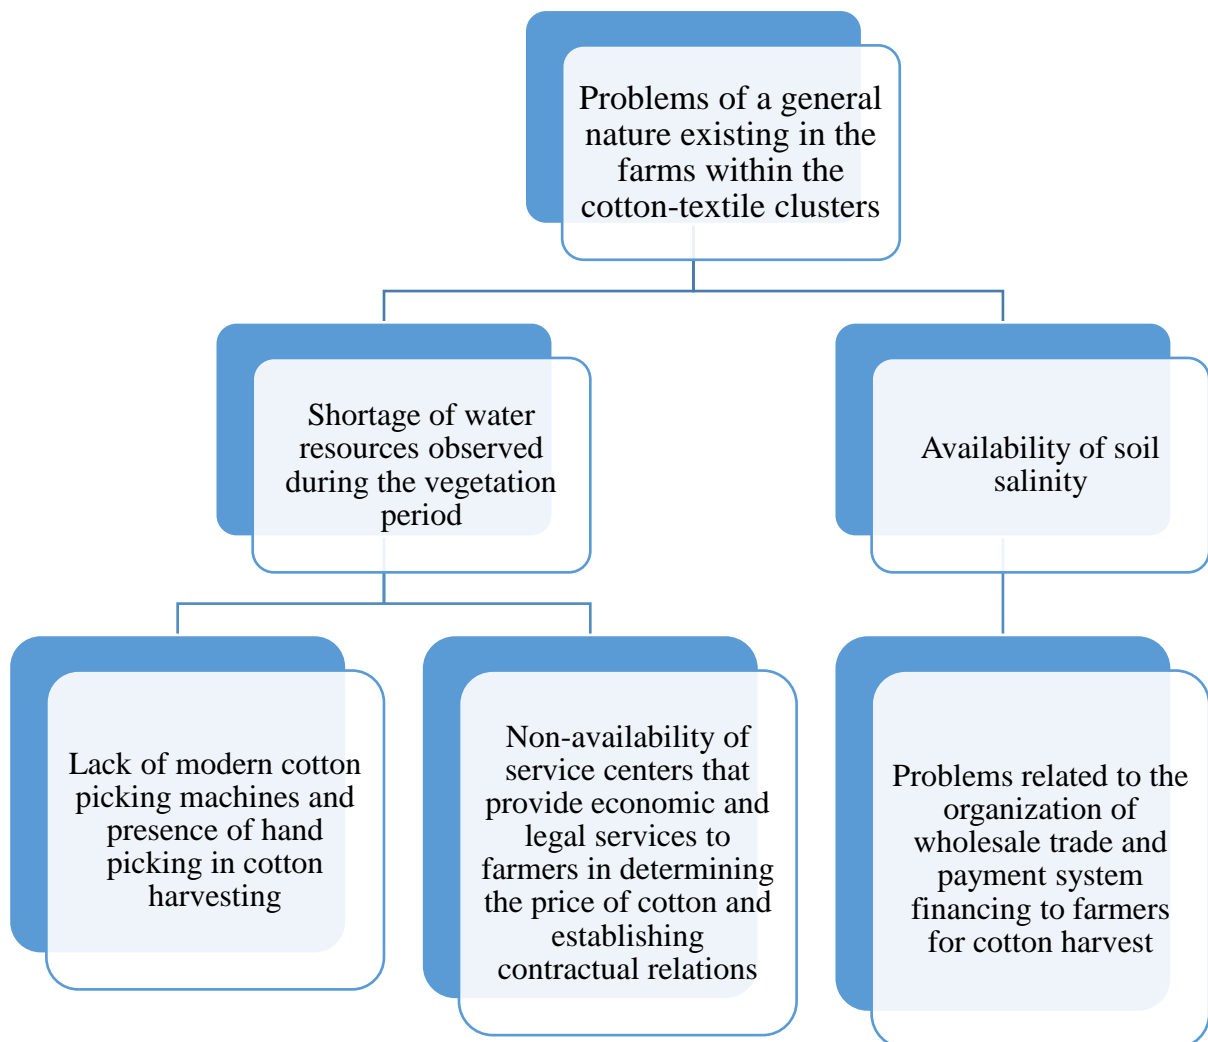 Problems of a general
nature existing in the
farms within the
cotton-textile clusters
Shortage of water
resources observed
during the vegetation
period
Availability of soil
salinity
Lack of modern cotton
picking machines and
presence of hand
picking in cotton
harvesting
Non-availability of
service centers that
provide economic and
legal services to
farmers in determining
the price of cotton and
establishing
contractual relations
Problems related to the
organization of
wholesale trade and
payment system
financing to farmers
for cotton harvest